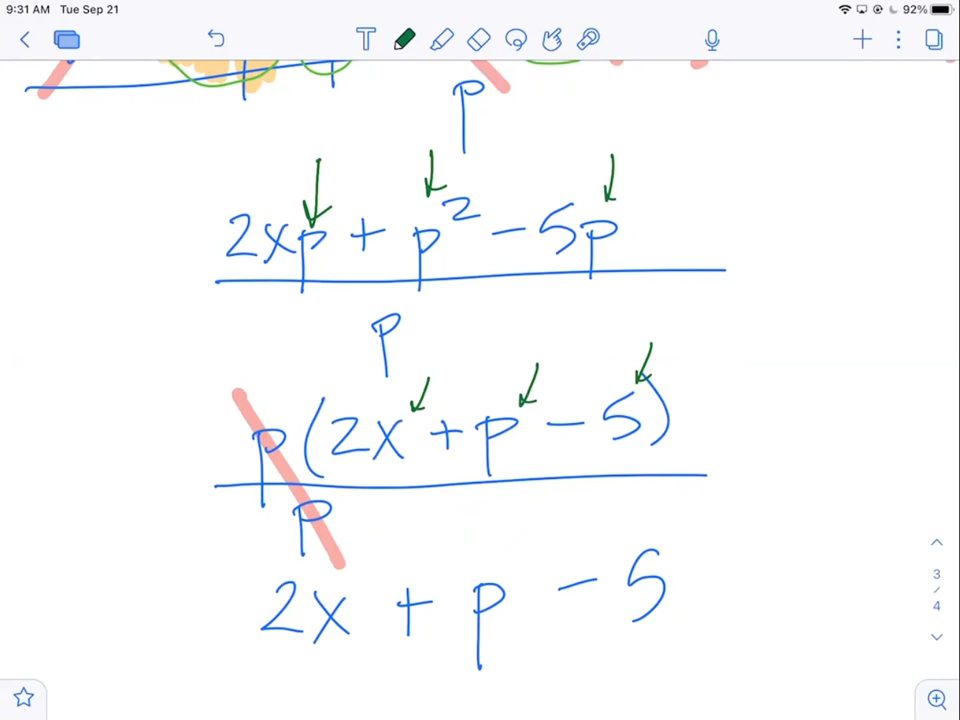 9:31 AM Tue Sep 21 92%
T
p
2xp + p² − 5p
p
p(2x + p − 5)
p
2x + p − 5
3
/
4